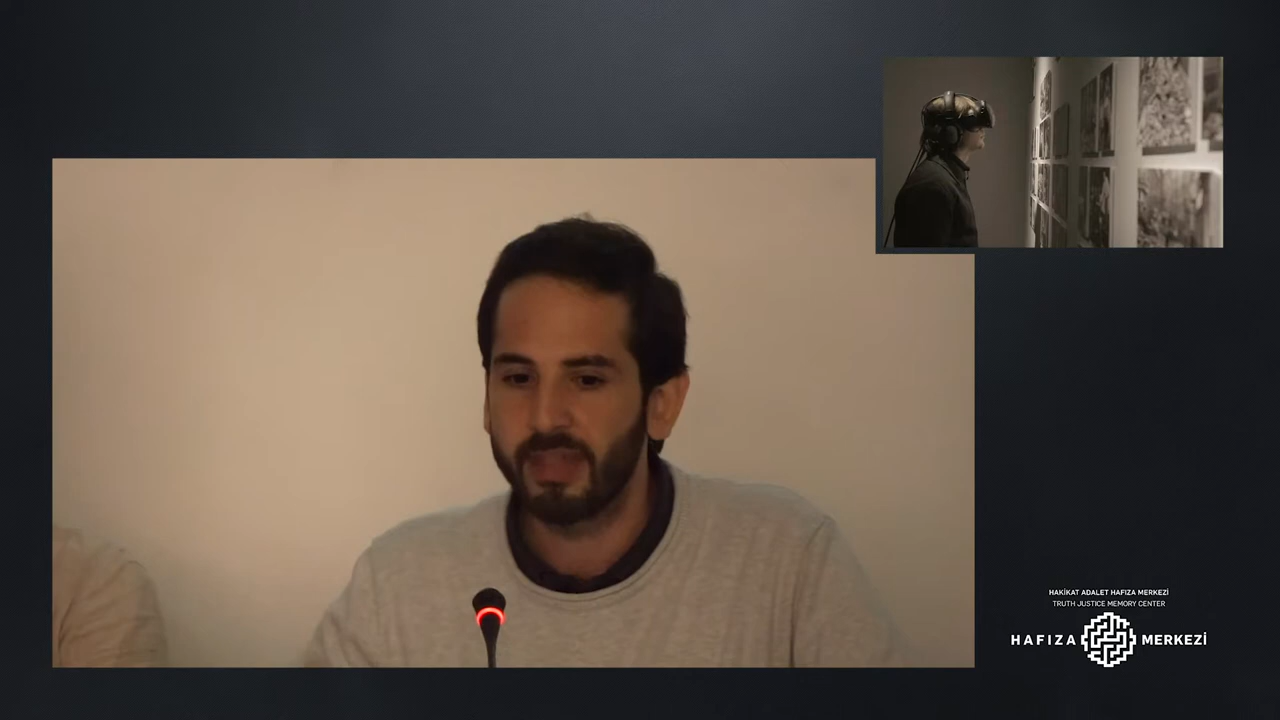 HAKİKAT ADALET HAFIZA MERKEZİ
TRUTH JUSTICE MEMORY CENTER
HAFIZA MERKEZİ